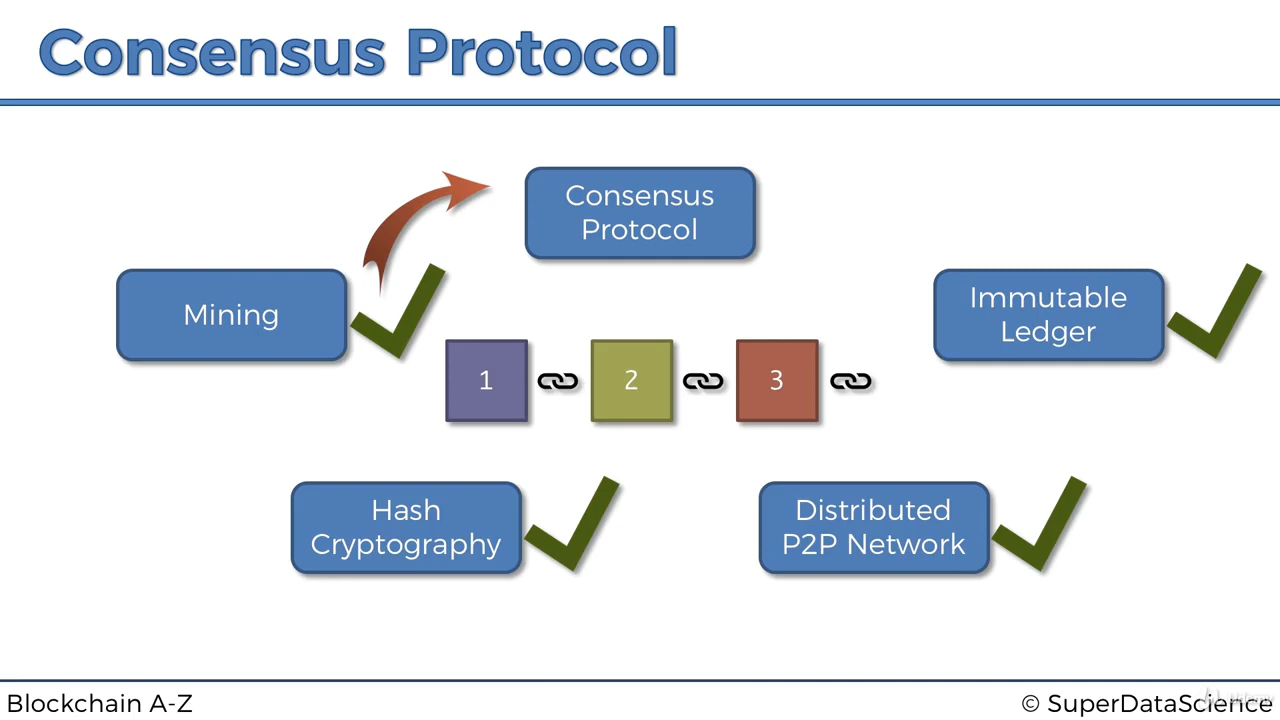 Consensus Protocol
Consensus
Protocol
Mining
Immutable
Ledger
1
2
3
Hash
Cryptography
Distributed
P2P Network
Blockchain A-Z
© SuperDataScience